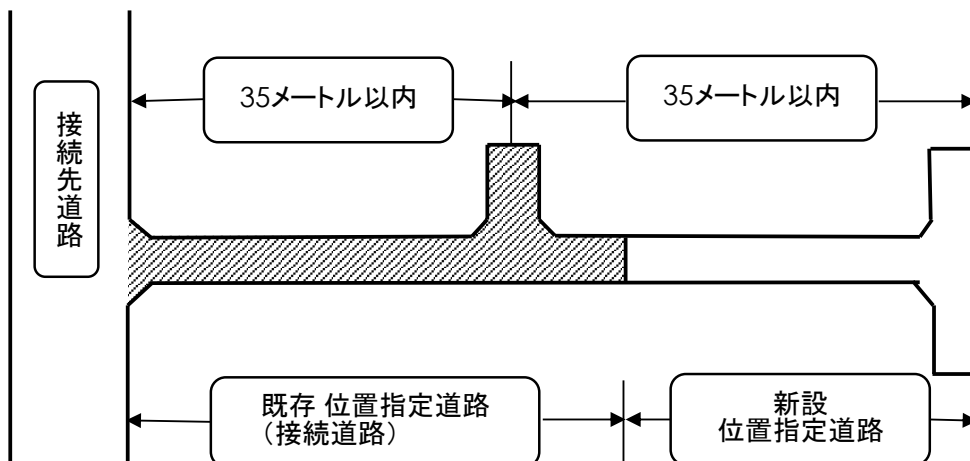 35メートル以内
35メートル以内
接続先道路
既存 位置指定道路
（接続道路）
新設
位置指定道路